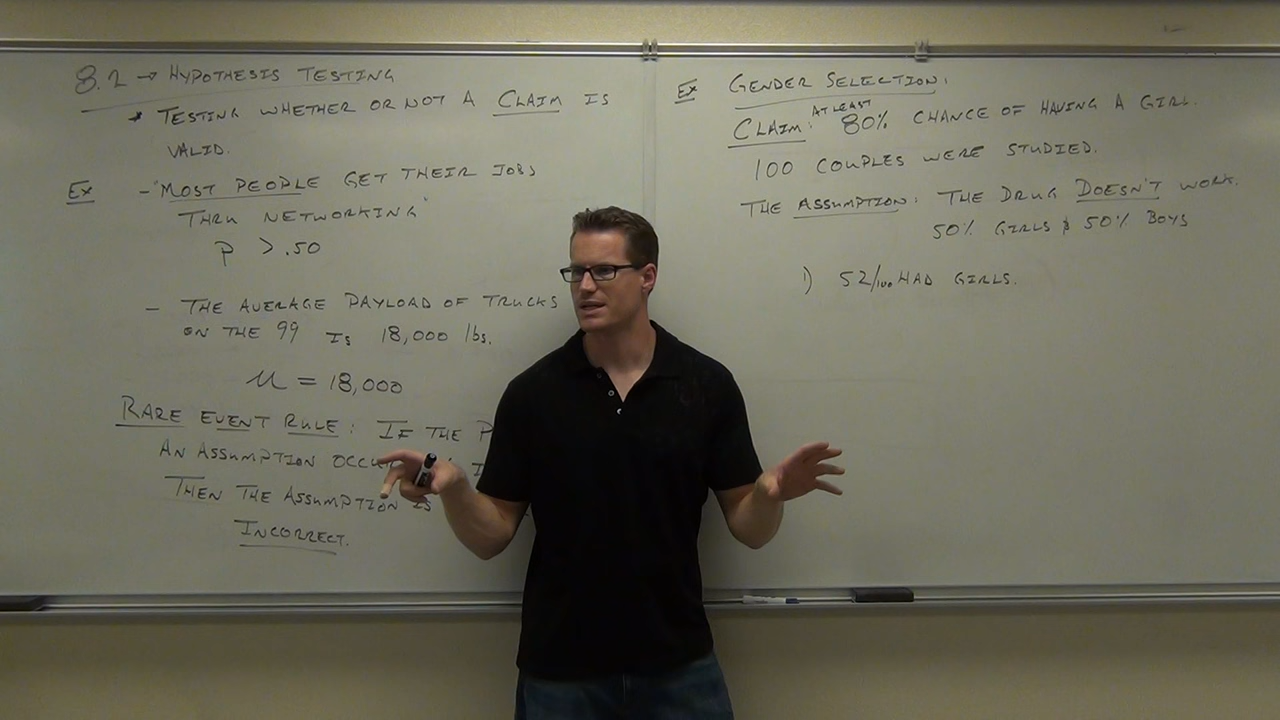 8.2 → HYPOTHESIS TESTING
* TESTING WHETHER OR NOT A CLAIM IS
VALID.
Ex - "MOST PEOPLE GET THEIR JOBS
THRU NETWORKING"
P > .50
- THE AVERAGE PAYLOAD OF TRUCKS
ON THE 99 IS 18,000 lbs.
μ = 18,000
RARE EVENT RULE: IF THE
AN ASSUMPTION
THEN THE ASSUMPTION IS
INCORRECT.
Ex GENDER SELECTION:
AT LEAST
CLAIM: 80% CHANCE OF HAVING A GIRL.
100 COUPLES WERE STUDIED.
THE ASSUMPTION: THE DRUG DOESN'T WORK.
50% GIRLS & 50% BOYS
1) 52/100 HAD GIRLS.